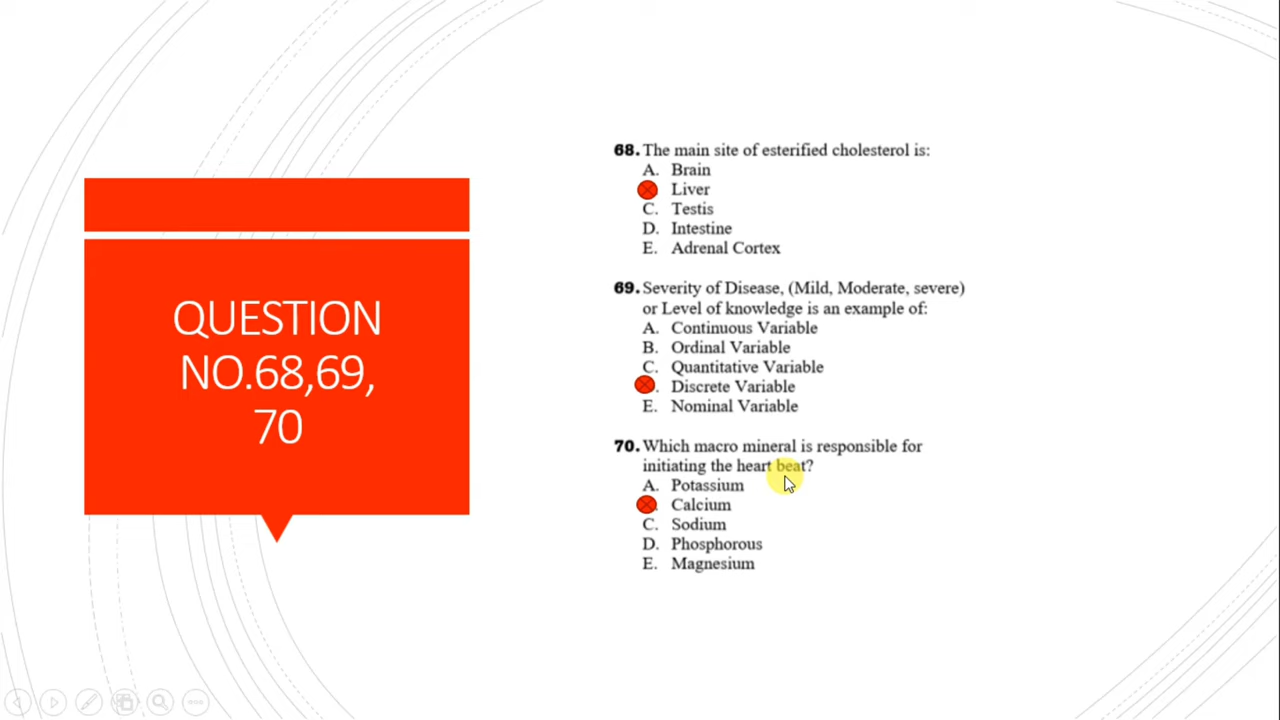 QUESTION
NO.68,69,
70
68. The main site of esterified cholesterol is:
A. Brain
Liver
C. Testis
D. Intestine
E. Adrenal Cortex
69. Severity of Disease, (Mild, Moderate, severe)
or Level of knowledge is an example of:
A. Continuous Variable
B. Ordinal Variable
C. Quantitative Variable
. Discrete Variable
E. Nominal Variable
70. Which macro mineral is responsible for
initiating the heart beat?
A. Potassium
Calcium
C. Sodium
D. Phosphorous
E. Magnesium